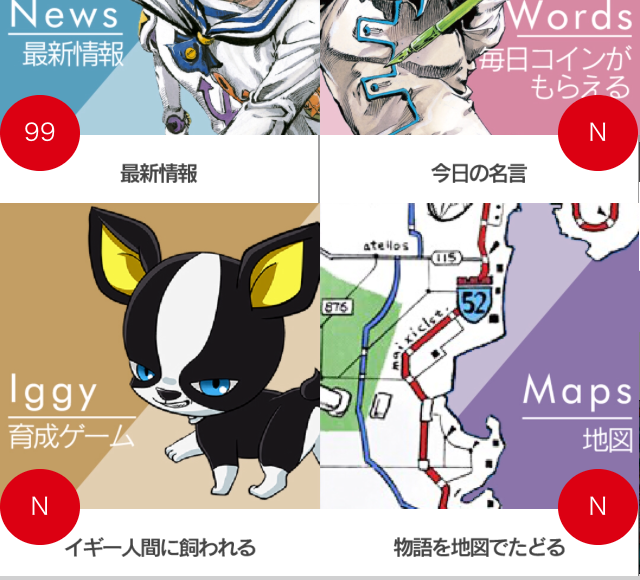 News
最新情報
99
最新情報
Words
毎日コインが
もらえる
N
今日の名言
Iggy
育成ゲーム
N
イギー人間に飼われる
atellos
115
52
876
Maps
地図
N
物語を地図でたどる